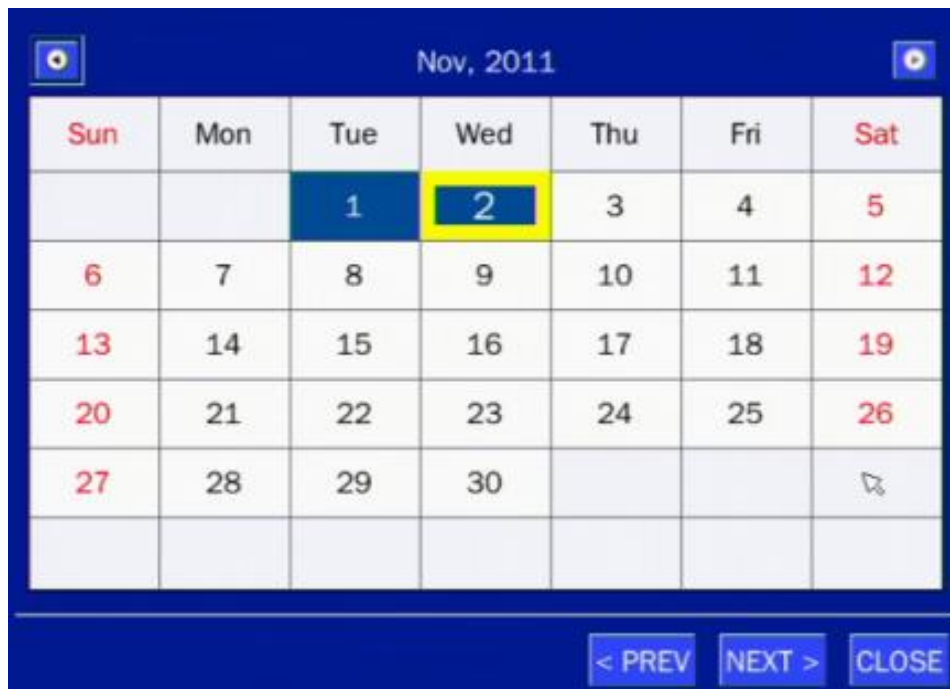 Nov, 2011
Sun Mon Tue Wed Thu Fri Sat
1 2 3 4 5
6 7 8 9 10 11 12
13 14 15 16 17 18 19
20 21 22 23 24 25 26
27 28 29 30
< PREV NEXT > CLOSE